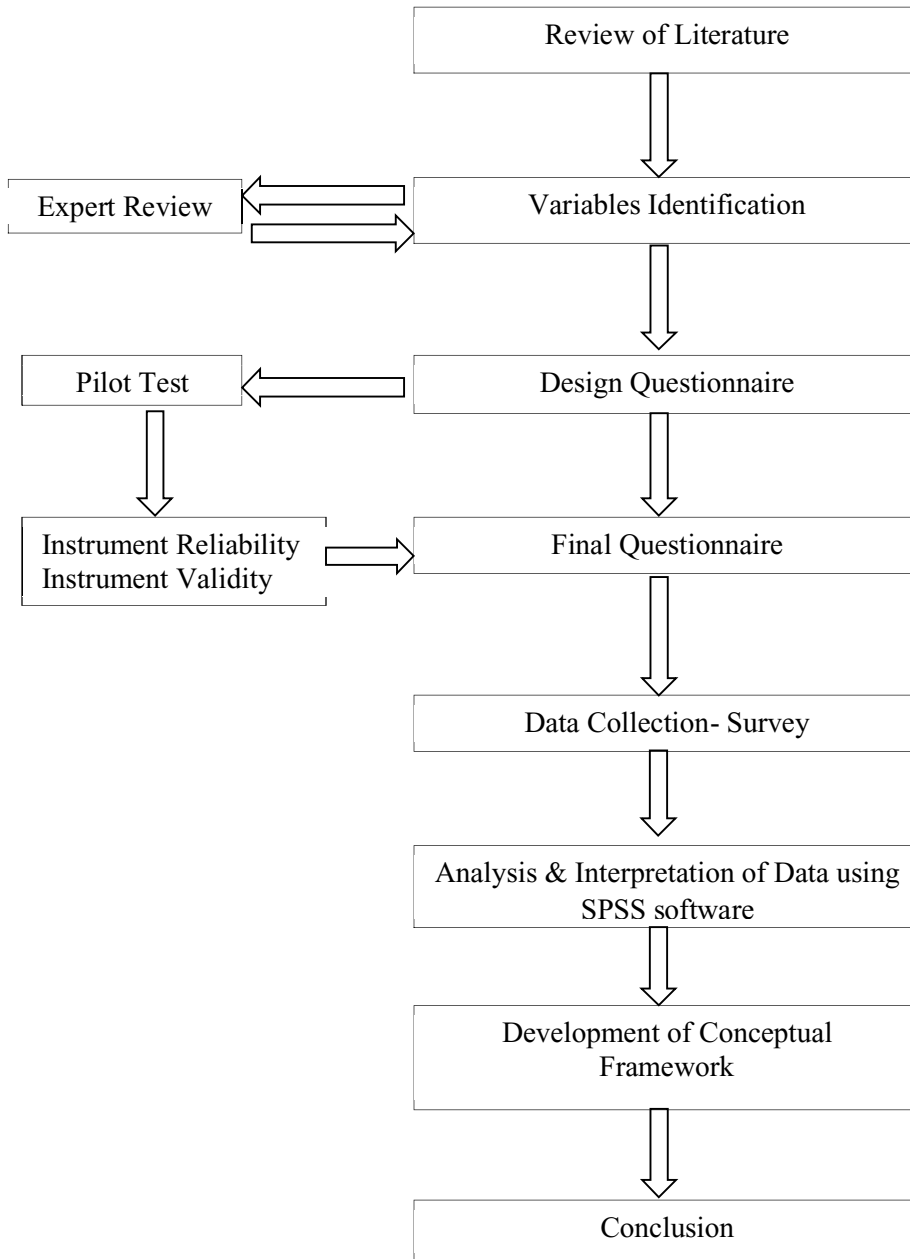 Review of Literature
Expert Review
Variables Identification
Pilot Test
Design Questionnaire
Instrument Reliability
Instrument Validity
Final Questionnaire
Data Collection- Survey
Analysis & Interpretation of Data using
SPSS software
Development of Conceptual
Framework
Conclusion